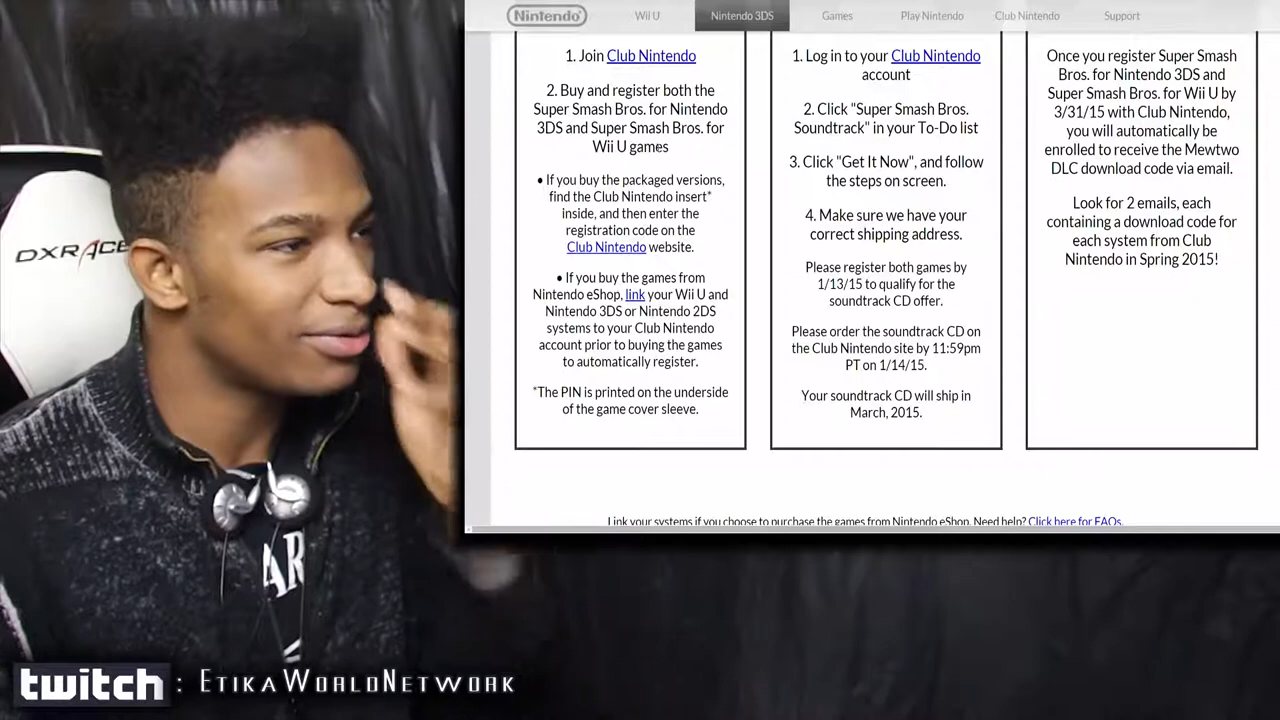 Nintendo
Wii U
Nintendo 3DS
Games
Play Nintendo
Club Nintendo
Support
1. Join Club Nintendo
2. Buy and register both the
Super Smash Bros. for Nintendo
3DS and Super Smash Bros. for
Wii U games
• If you buy the packaged versions,
find the Club Nintendo insert*
inside, and then enter the
registration code on the
Club Nintendo website.
• If you buy the games from
Nintendo eShop, link your Wii U and
Nintendo 3DS or Nintendo 2DS
systems to your Club Nintendo
account prior to buying the games
to automatically register.
*The PIN is printed on the underside
of the game cover sleeve.
1. Log in to your Club Nintendo
account
2. Click "Super Smash Bros.
Soundtrack" in your To-Do list
3. Click "Get It Now", and follow
the steps on screen.
4. Make sure we have your
correct shipping address.
Please register both games by
1/13/15 to qualify for the
soundtrack CD offer.
Please order the soundtrack CD on
the Club Nintendo site by 11:59pm
PT on 1/14/15.
Your soundtrack CD will ship in
March, 2015.
Once you register Super Smash
Bros. for Nintendo 3DS and
Super Smash Bros. for Wii U by
3/31/15 with Club Nintendo,
you will automatically be
enrolled to receive the Mewtwo
DLC download code via email.
Look for 2 emails, each
containing a download code for
each system from Club
Nintendo in Spring 2015!
Link your systems if you choose to purchase the games from Nintendo eShop. Need help? Click here for FAQs.
DXRACE
AR
twitch : EtikaWorldNetwork